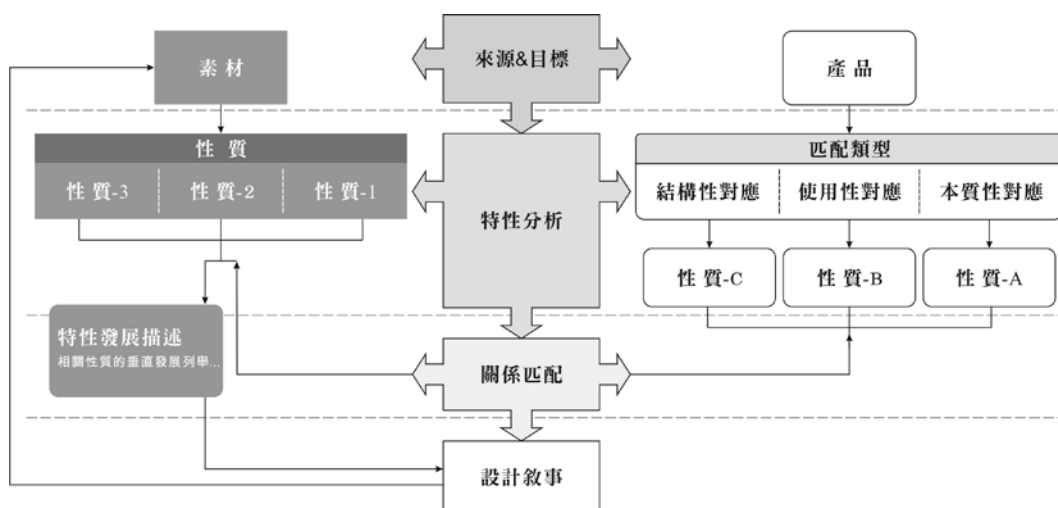 素材
來源&目標
產品
性質
匹配類型
性質-3
性質-2
性質-1
結構性對應
使用性對應
本質性對應
特性分析
性質-C
性質-B
性質-A
特性發展描述
相關性質的垂直發展列舉...
關係匹配
設計敘事